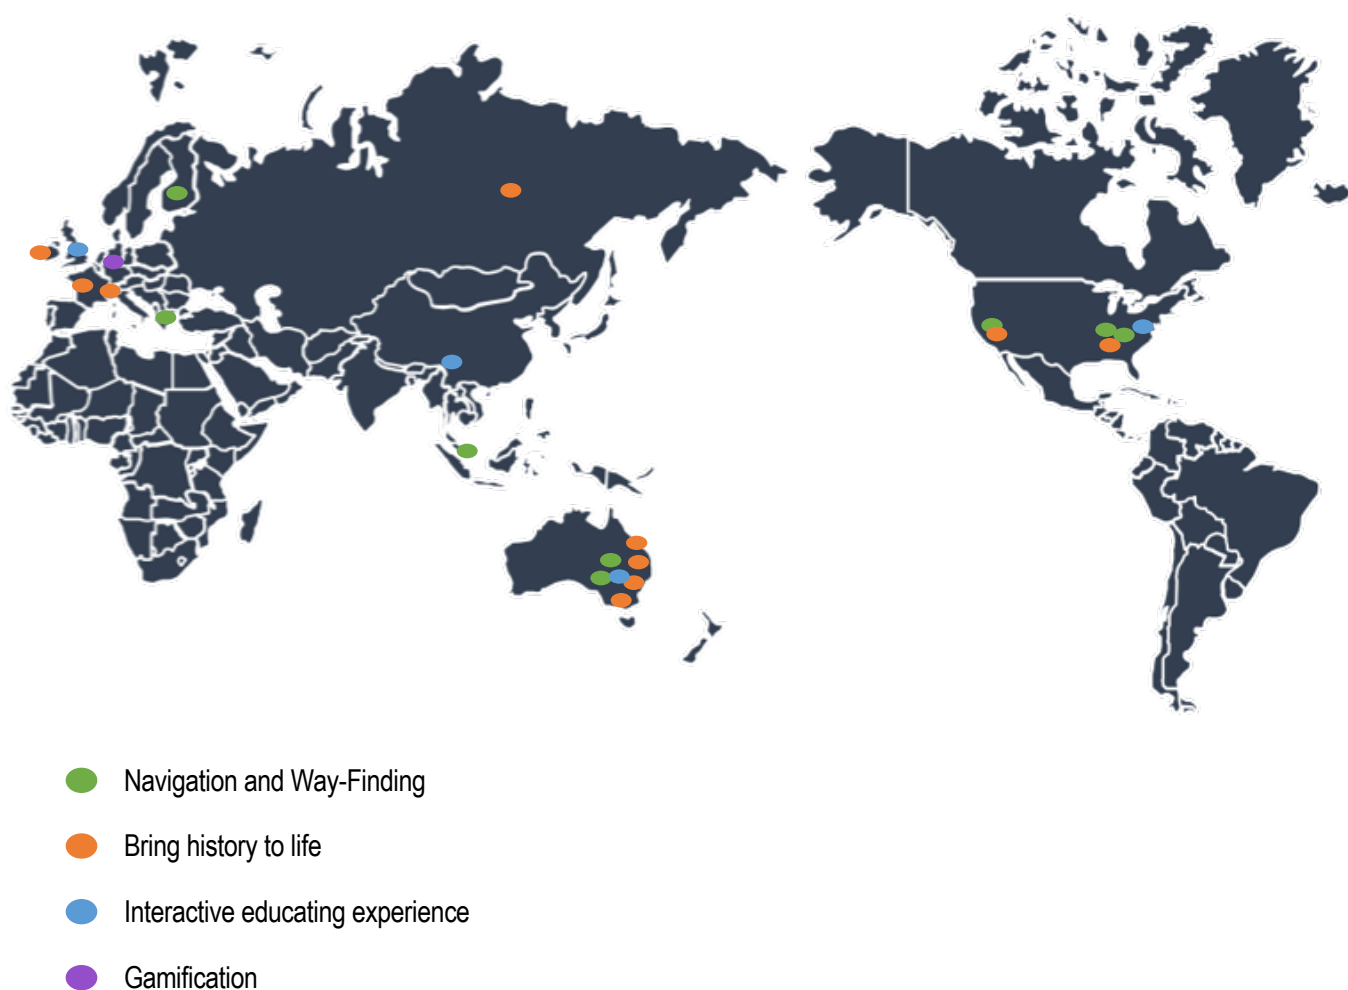 Navigation and Way-Finding
Bring history to life
Interactive educating experience
Gamification